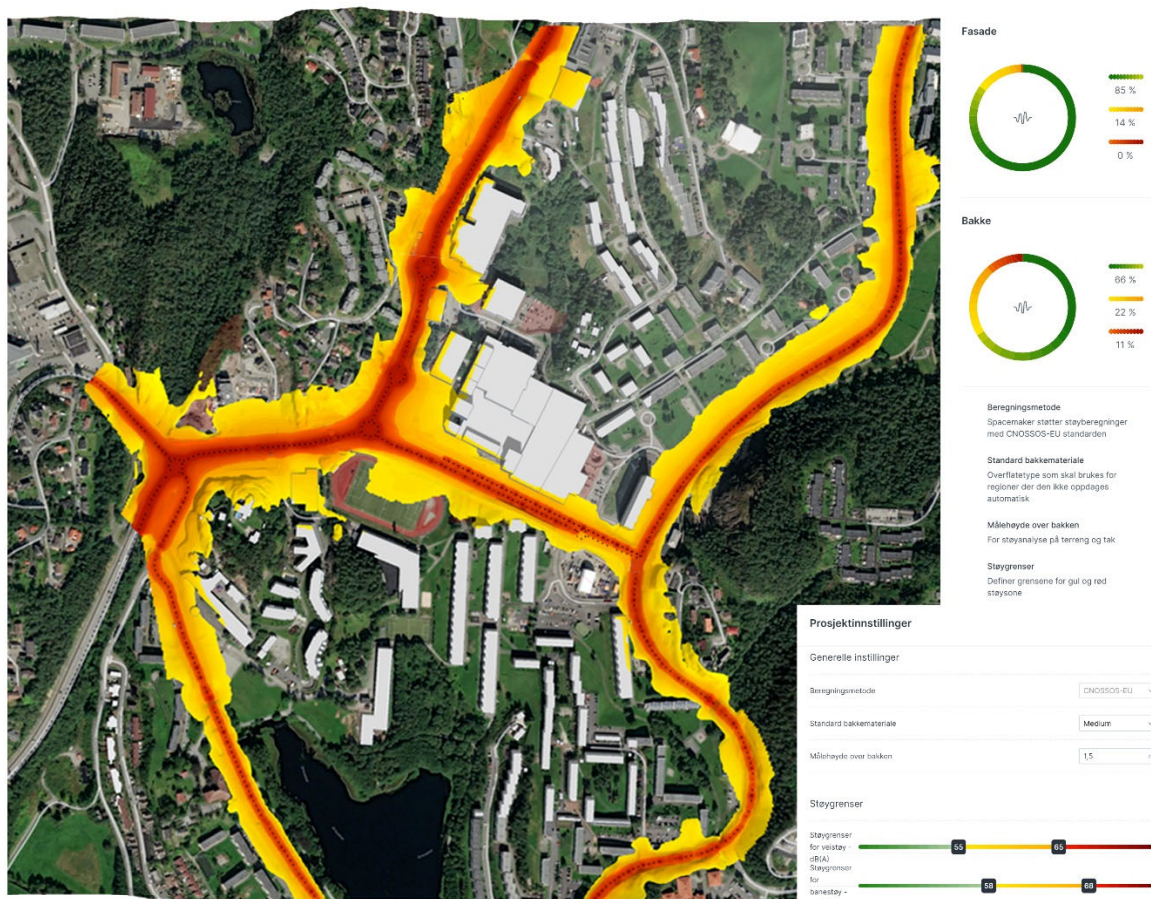 Fasade
85 %
14 %
0 %
Bakke
66 %
22 %
11 %
Beregningsmetode
Spacemaker støtter støyberegninger
med CNOSSOS-EU standarden
Standard bakkemateriale
Overflatetype som skal brukes for
regioner der den ikke oppdages
automatisk
Målehøyde over bakken
For støyanalyse på terreng og tak
Støygrenser
Definer grensene for gul og rød
støysone
Prosjektinnstillinger
Generelle instillinger
Beregningsmetode CNOSSOS-EU
Standard bakkemateriale Medium
Målehøyde over bakken 1,5
Støygrenser
Støygrenser
for veistøy - 55 65
dB(A)
Støygrenser
for 58 68
banestøy -